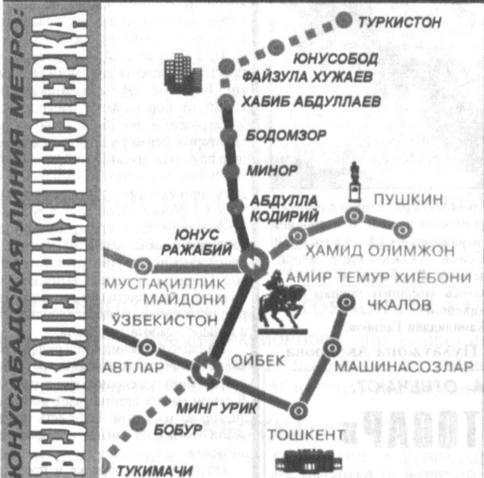 ЮНУСАБАДСКАЯ ЛИНИЯ МЕТРО:
ВЕЛИКОЛЕПНАЯ ШЕСТЕРКА
ТУРКИСТОН
ЮНУСОБОД
ФАЙЗУЛА ХУЖАЕВ
ХАБИБ АБДУЛЛАЕВ
БОДОМЗОР
МИНОР
АБДУЛЛА
КОДИРИЙ
ПУШКИН
ЮНУС
РАЖАБИЙ
ҲАМИД ОЛИМЖОН
МУСТАҚИЛЛИК
МАЙДОНИ
АМИР ТЕМУР ХИЁБОНИ
ЧКАЛОВ
ЎЗБЕКИСТОН
АВТЛАР
ОЙБЕК
МАШИНАСОЗЛАР
МИНГ УРИК
БОБУР
ТОШКЕНТ
ТУКИМАЧИ
ОТВЕЧАЮТ